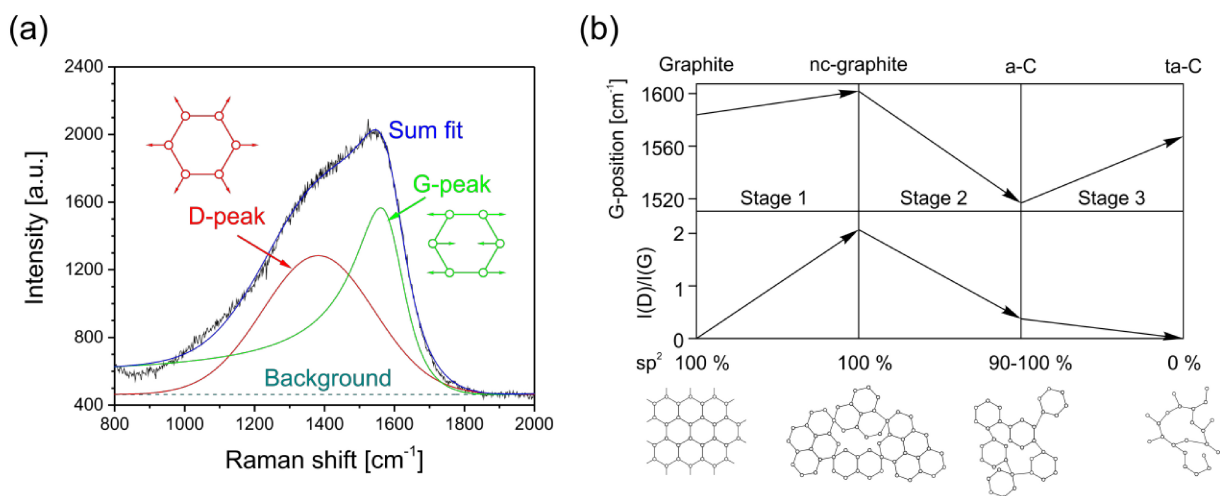 (a)
2400
2000
1600
1200
800
400
Intensity [a.u.]
Sum fit
G-peak
D-peak
Background
800 1000 1200 1400 1600 1800 2000
Raman shift [cm⁻¹]
(b)
Graphite nc-graphite a-C ta-C
1600
1560
1520
G-position [cm⁻¹]
Stage 1 Stage 2 Stage 3
2
1
0
I(D)/I(G)
sp² 100 % 100 % 90-100 % 0 %